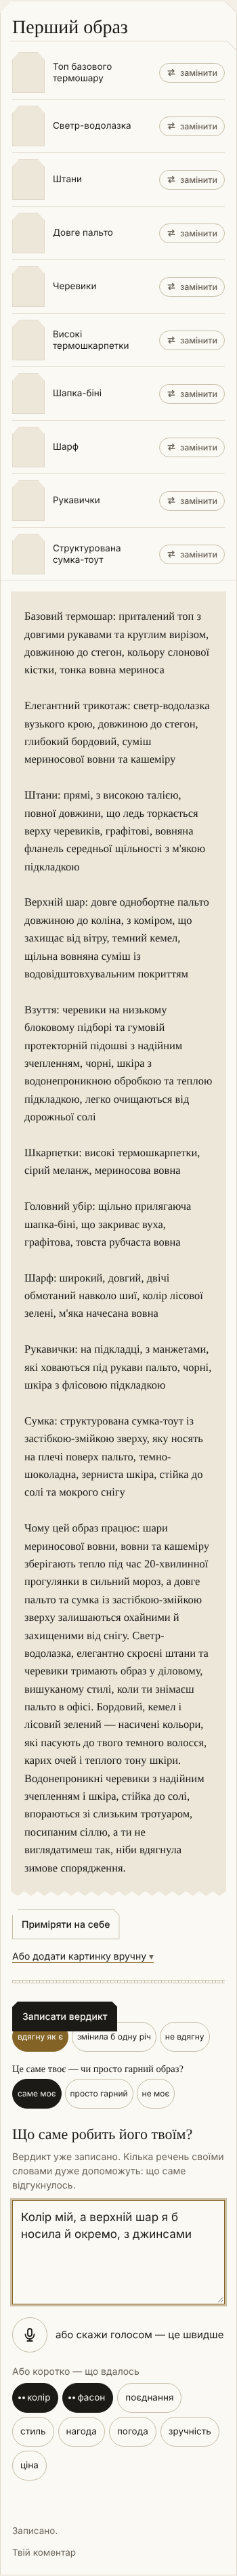 Перший образ
Топ базового
термошару
замінити
Светр-водолазка
замінити
Штани
замінити
Довге пальто
замінити
Черевики
замінити
Високі
термошкарпетки
замінити
Шапка-біні
замінити
Шарф
замінити
Рукавички
замінити
Структурована
сумка-тоут
замінити
Базовий термошар: приталений топ з
довгими рукавами та круглим вирізом,
довжиною до стегон, кольору слонової
кістки, тонка вовна мериноса
Елегантний трикотаж: светр-водолазка
вузького крою, довжиною до стегон,
глибокий бордовий, суміш
мериносової вовни та кашеміру
Штани: прямі, з високою талією,
повної довжини, що ледь торкається
верху черевиків, графітові, вовняна
фланель середньої щільності з м'якою
підкладкою
Верхній шар: довге однобортне пальто
довжиною до коліна, з коміром, що
захищає від вітру, темний кемел,
щільна вовняна суміш із
водовідштовхувальним покриттям
Взуття: черевики на низькому
блоковому підборі та гумовій
протекторній підошві з надійним
зчепленням, чорні, шкіра з
водонепроникною обробкою та теплою
підкладкою, легко очищаються від
дорожньої солі
Шкарпетки: високі термошкарпетки,
сірий меланж, мериносова вовна
Головний убір: щільно прилягаюча
шапка-біні, що закриває вуха,
графітова, товста рубчаста вовна
Шарф: широкий, довгий, двічі
обмотаний навколо шиї, колір лісової
зелені, м'яка начесана вовна
Рукавички: на підкладці, з манжетами,
які ховаються під рукави пальто, чорні,
шкіра з флісовою підкладкою
Сумка: структурована сумка-тоут із
застібкою-змійкою зверху, яку носять
на плечі поверх пальто, темно-
шоколадна, зерниста шкіра, стійка до
солі та мокрого снігу
Чому цей образ працює: шари
мериносової вовни, вовни та кашеміру
зберігають тепло під час 20-хвилинної
прогулянки в сильний мороз, а довге
пальто та сумка із застібкою-змійкою
зверху залишаються охайними й
захищеними від снігу. Светр-
водолазка, елегантно скроєні штани та
черевики тримають образ у діловому,
вишуканому стилі, коли ти знімаєш
пальто в офісі. Бордовий, кемел і
лісовий зелений — насичені кольори,
які пасують до твого темного волосся,
карих очей і теплого тону шкіри.
Водонепроникні черевики з надійним
зчепленням і шкіра, стійка до солі,
впораються зі слизьким тротуаром,
посипаним сіллю, а ти не
виглядатимеш так, ніби вдягнула
зимове спорядження.
Приміряти на себе
Або додати картинку вручну ▾
Записати вердикт
вдягну як є
змінила б одну річ
не вдягну
Це саме твоє — чи просто гарний образ?
саме моє
просто гарний
не моє
Що саме робить його твоїм?
Вердикт уже записано. Кілька речень своїми
словами дуже допоможуть: що саме
відгукнулось.
Колір мій, а верхній шар я б
носила й окремо, з джинсами
або скажи голосом — це швидше
Або коротко — що вдалось
колір
фасон
поєднання
стиль
нагода
погода
зручність
ціна
Записано.
Твій коментар